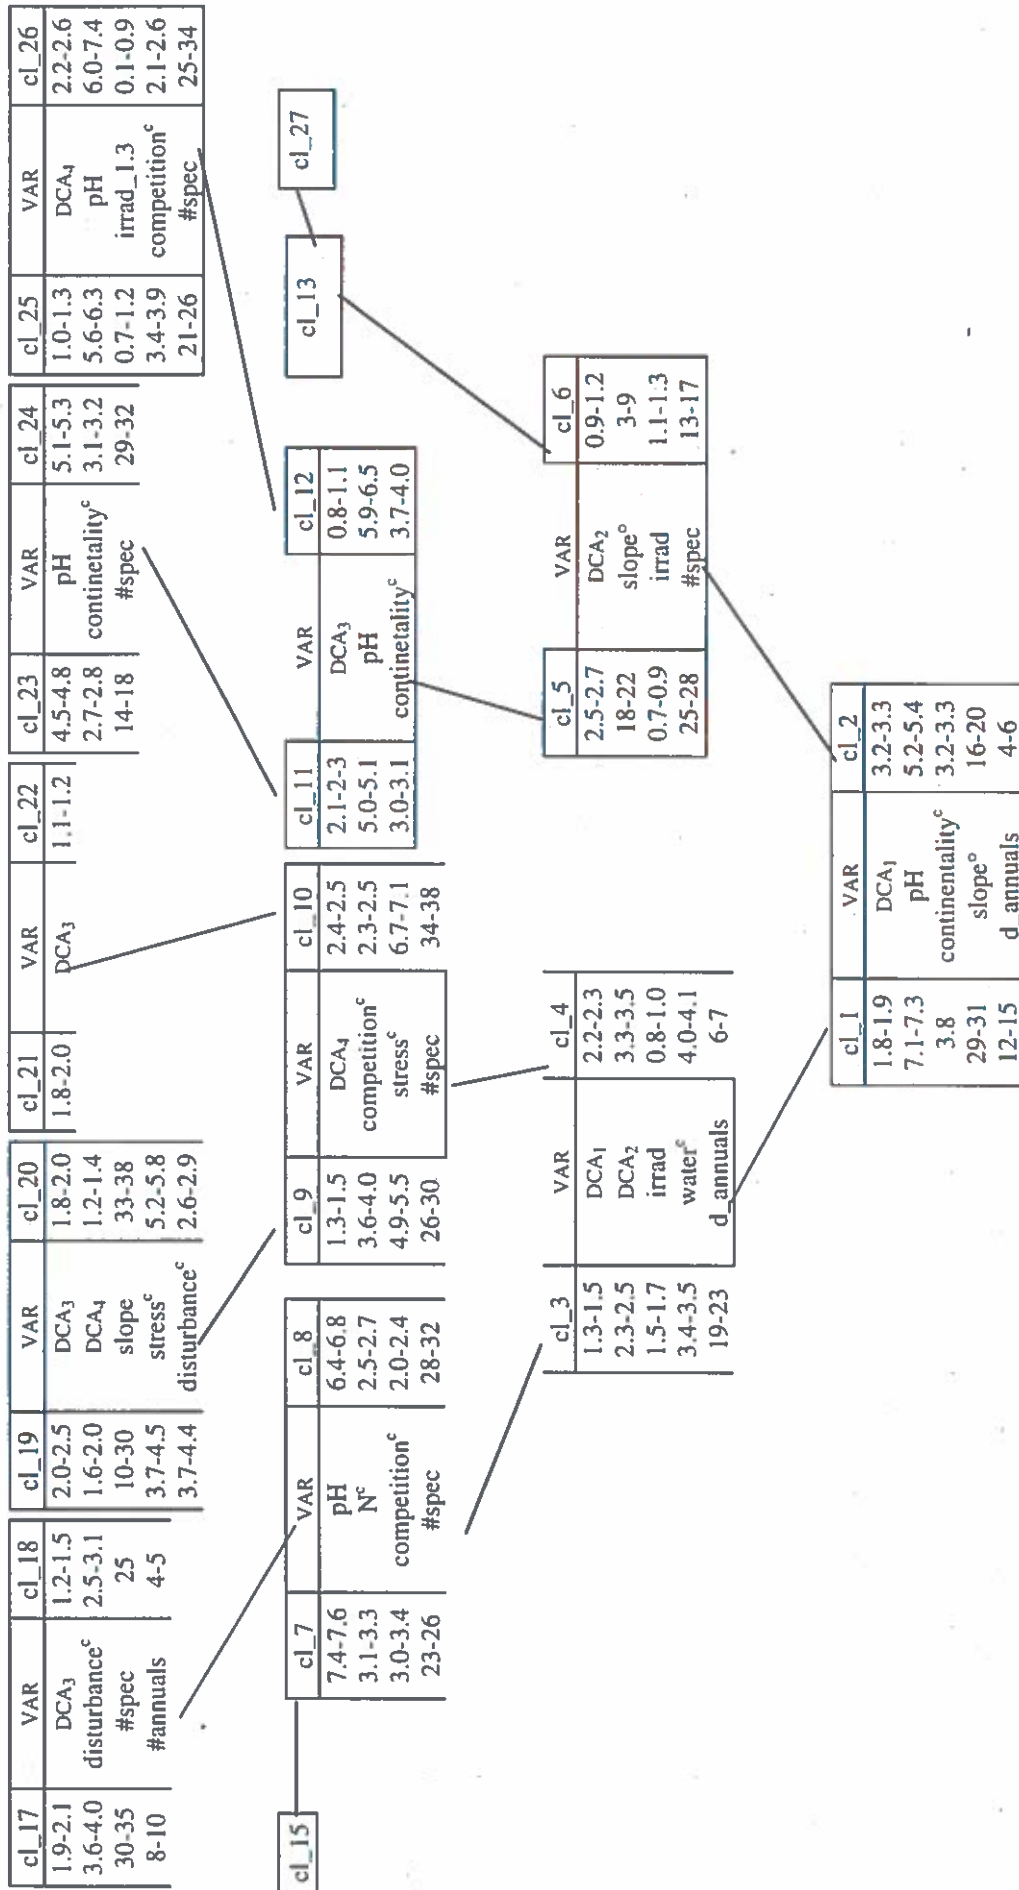 cl_17 VAR cl_18
1.9-2.1 DCA3 1.2-1.5
3.6-4.0 disturbance^c 2.5-3.1
30-35 #spec 25
8-10 #annuals 4-5
cl_19 VAR cl_20
2.0-2.5 DCA3 1.8-2.0
1.6-2.0 DCA4 1.2-1.4
10-30 slope 33-38
3.7-4.5 stress^c 5.2-5.8
3.7-4.4 disturbance^c 2.6-2.9
cl_21 VAR cl_22
1.8-2.0 DCA3 1.1-1.2
cl_23 VAR cl_24
4.5-4.8 pH 5.1-5.3
2.7-2.8 continetality^c 3.1-3.2
14-18 #spec 29-32
cl_25 VAR cl_26
1.0-1.3 DCA4 2.2-2.6
5.6-6.3 pH 6.0-7.4
0.7-1.2 irrad_1.3 0.1-0.9
3.4-3.9 competition^c 2.1-2.6
21-26 #spec 25-34
cl_15
cl_7 VAR cl_8
7.4-7.6 pH 6.4-6.8
3.1-3.3 N^c 2.5-2.7
3.0-3.4 competition^c 2.0-2.4
23-26 #spec 28-32
cl_9 VAR cl_10
1.3-1.5 DCA4 2.4-2.5
3.6-4.0 competition^c 2.3-2.5
4.9-5.5 stress^c 6.7-7.1
26-30 #spec 34-38
cl_11 VAR cl_12
2.1-2-3 DCA3 0.8-1.1
5.0-5.1 pH 5.9-6.5
3.0-3.1 continetality^c 3.7-4.0
cl_13
cl_27
cl_3 VAR cl_4
1.3-1.5 DCA1 2.2-2.3
2.3-2.5 DCA2 3.3-3.5
1.5-1.7 irrad 0.8-1.0
3.4-3.5 water^c 4.0-4.1
19-23 d_annuals 6-7
cl_5 VAR cl_6
2.5-2.7 DCA2 0.9-1.2
18-22 slope° 3-9
0.7-0.9 irrad 1.1-1.3
25-28 #spec 13-17
cl_1 VAR cl_2
1.8-1.9 DCA1 3.2-3.3
7.1-7.3 pH 5.2-5.4
3.8 continentality^c 3.2-3.3
29-31 slope° 16-20
12-15 d_annuals 4-6